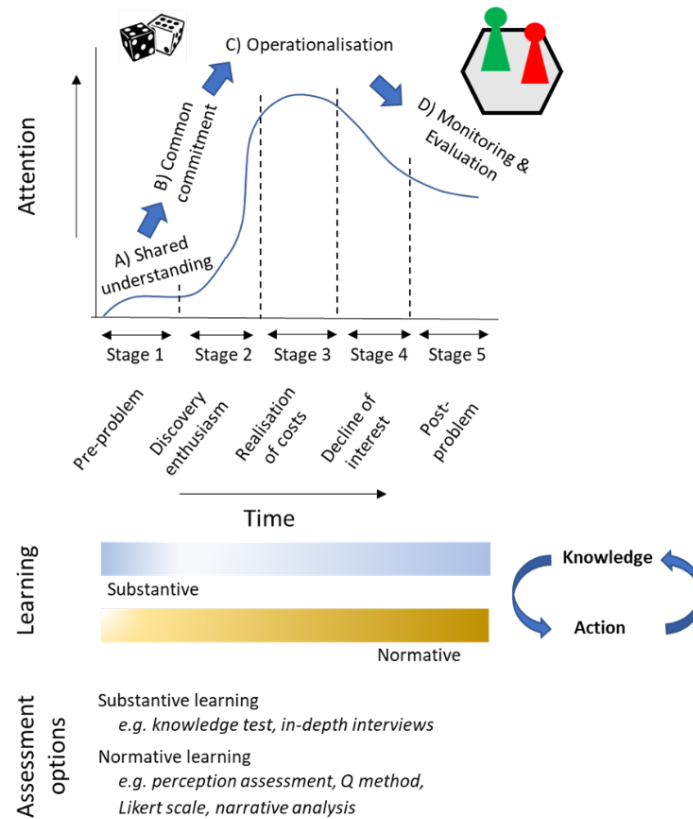 C) Operationalisation
B) Common
commitment
D) Monitoring &
Evaluation
A) Shared
understanding
Attention
Stage 1
Stage 2
Stage 3
Stage 4
Stage 5
Pre-problem
Discovery
enthusiasm
Realisation
of costs
Decline of
interest
Post-
problem
Time
Learning
Substantive
Normative
Knowledge
Action
Assessment
options
Substantive learning
e.g. knowledge test, in-depth interviews
Normative learning
e.g. perception assessment, Q method,
Likert scale, narrative analysis